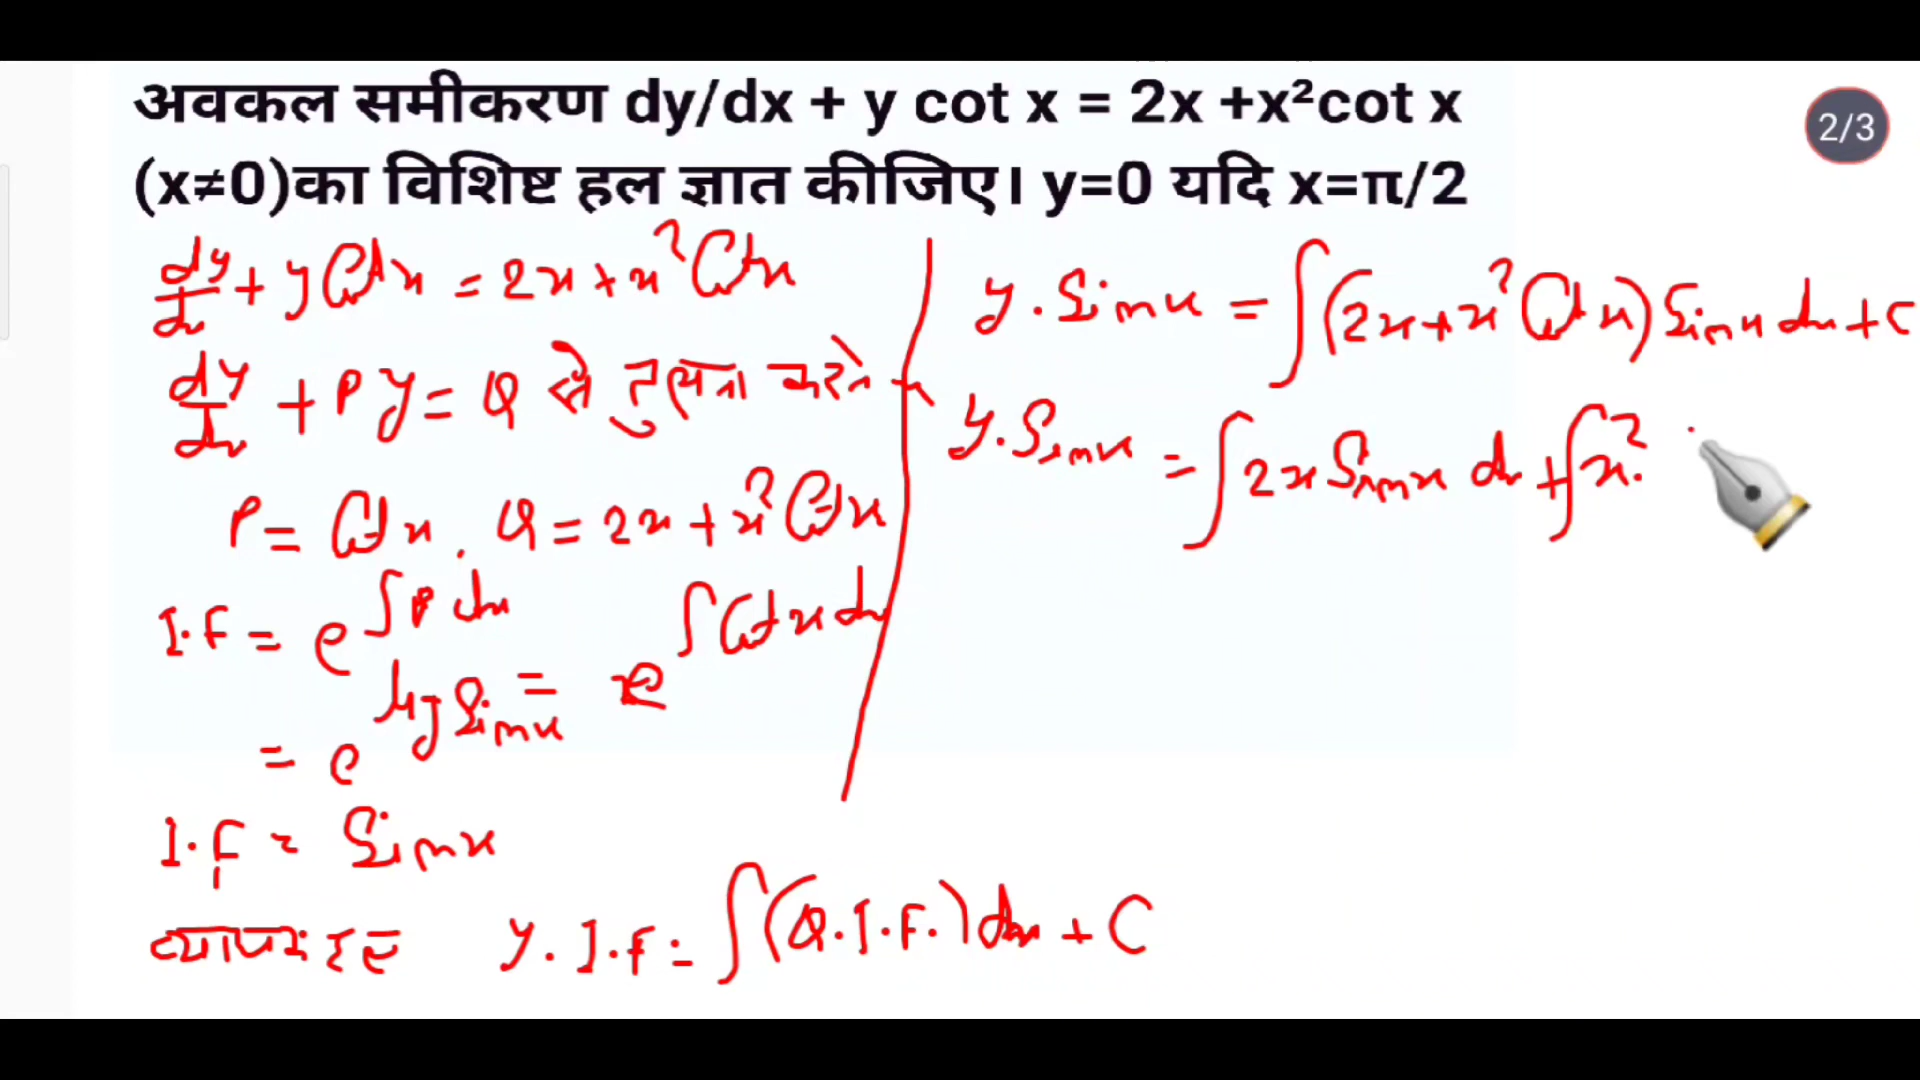 अवकल समीकरण dy/dx + y cot x = 2x +x²cot x
(x≠0)का विशिष्ट हल ज्ञात कीजिए। y=0 यदि x=π/2
2/3
dy/dx + y Cot x = 2x + x² Cot x
dy/dx + Py = Q से तुलना करने पर
P = Cot x, Q = 2x + x² Cot x
I.F = e^∫P dx
= e^∫Cot x dx
= e^log Sin x
I.F = Sin x
व्यापक हल y. I.F = ∫(Q.I.F.) dx + C
y. Sin x = ∫(2x + x² Cot x) Sin x dx + C
y. Sin x = ∫2x Sin x dx + ∫x².